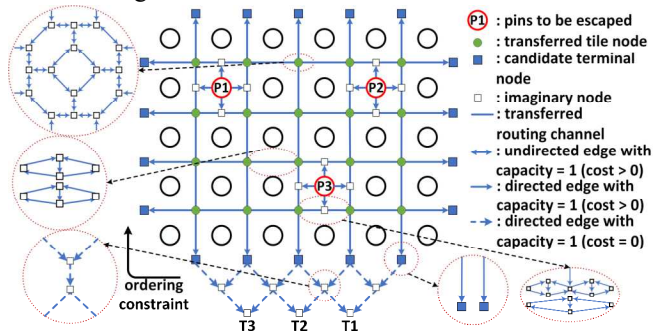 P1 : pins to be escaped
: transferred tile node
: candidate terminal
node
: imaginary node
: transferred
routing channel
: undirected edge with
capacity = 1 (cost > 0)
: directed edge with
capacity = 1 (cost > 0)
: directed edge with
capacity = 1 (cost = 0)
P1 P2
P3
ordering
constraint
T3 T2 T1